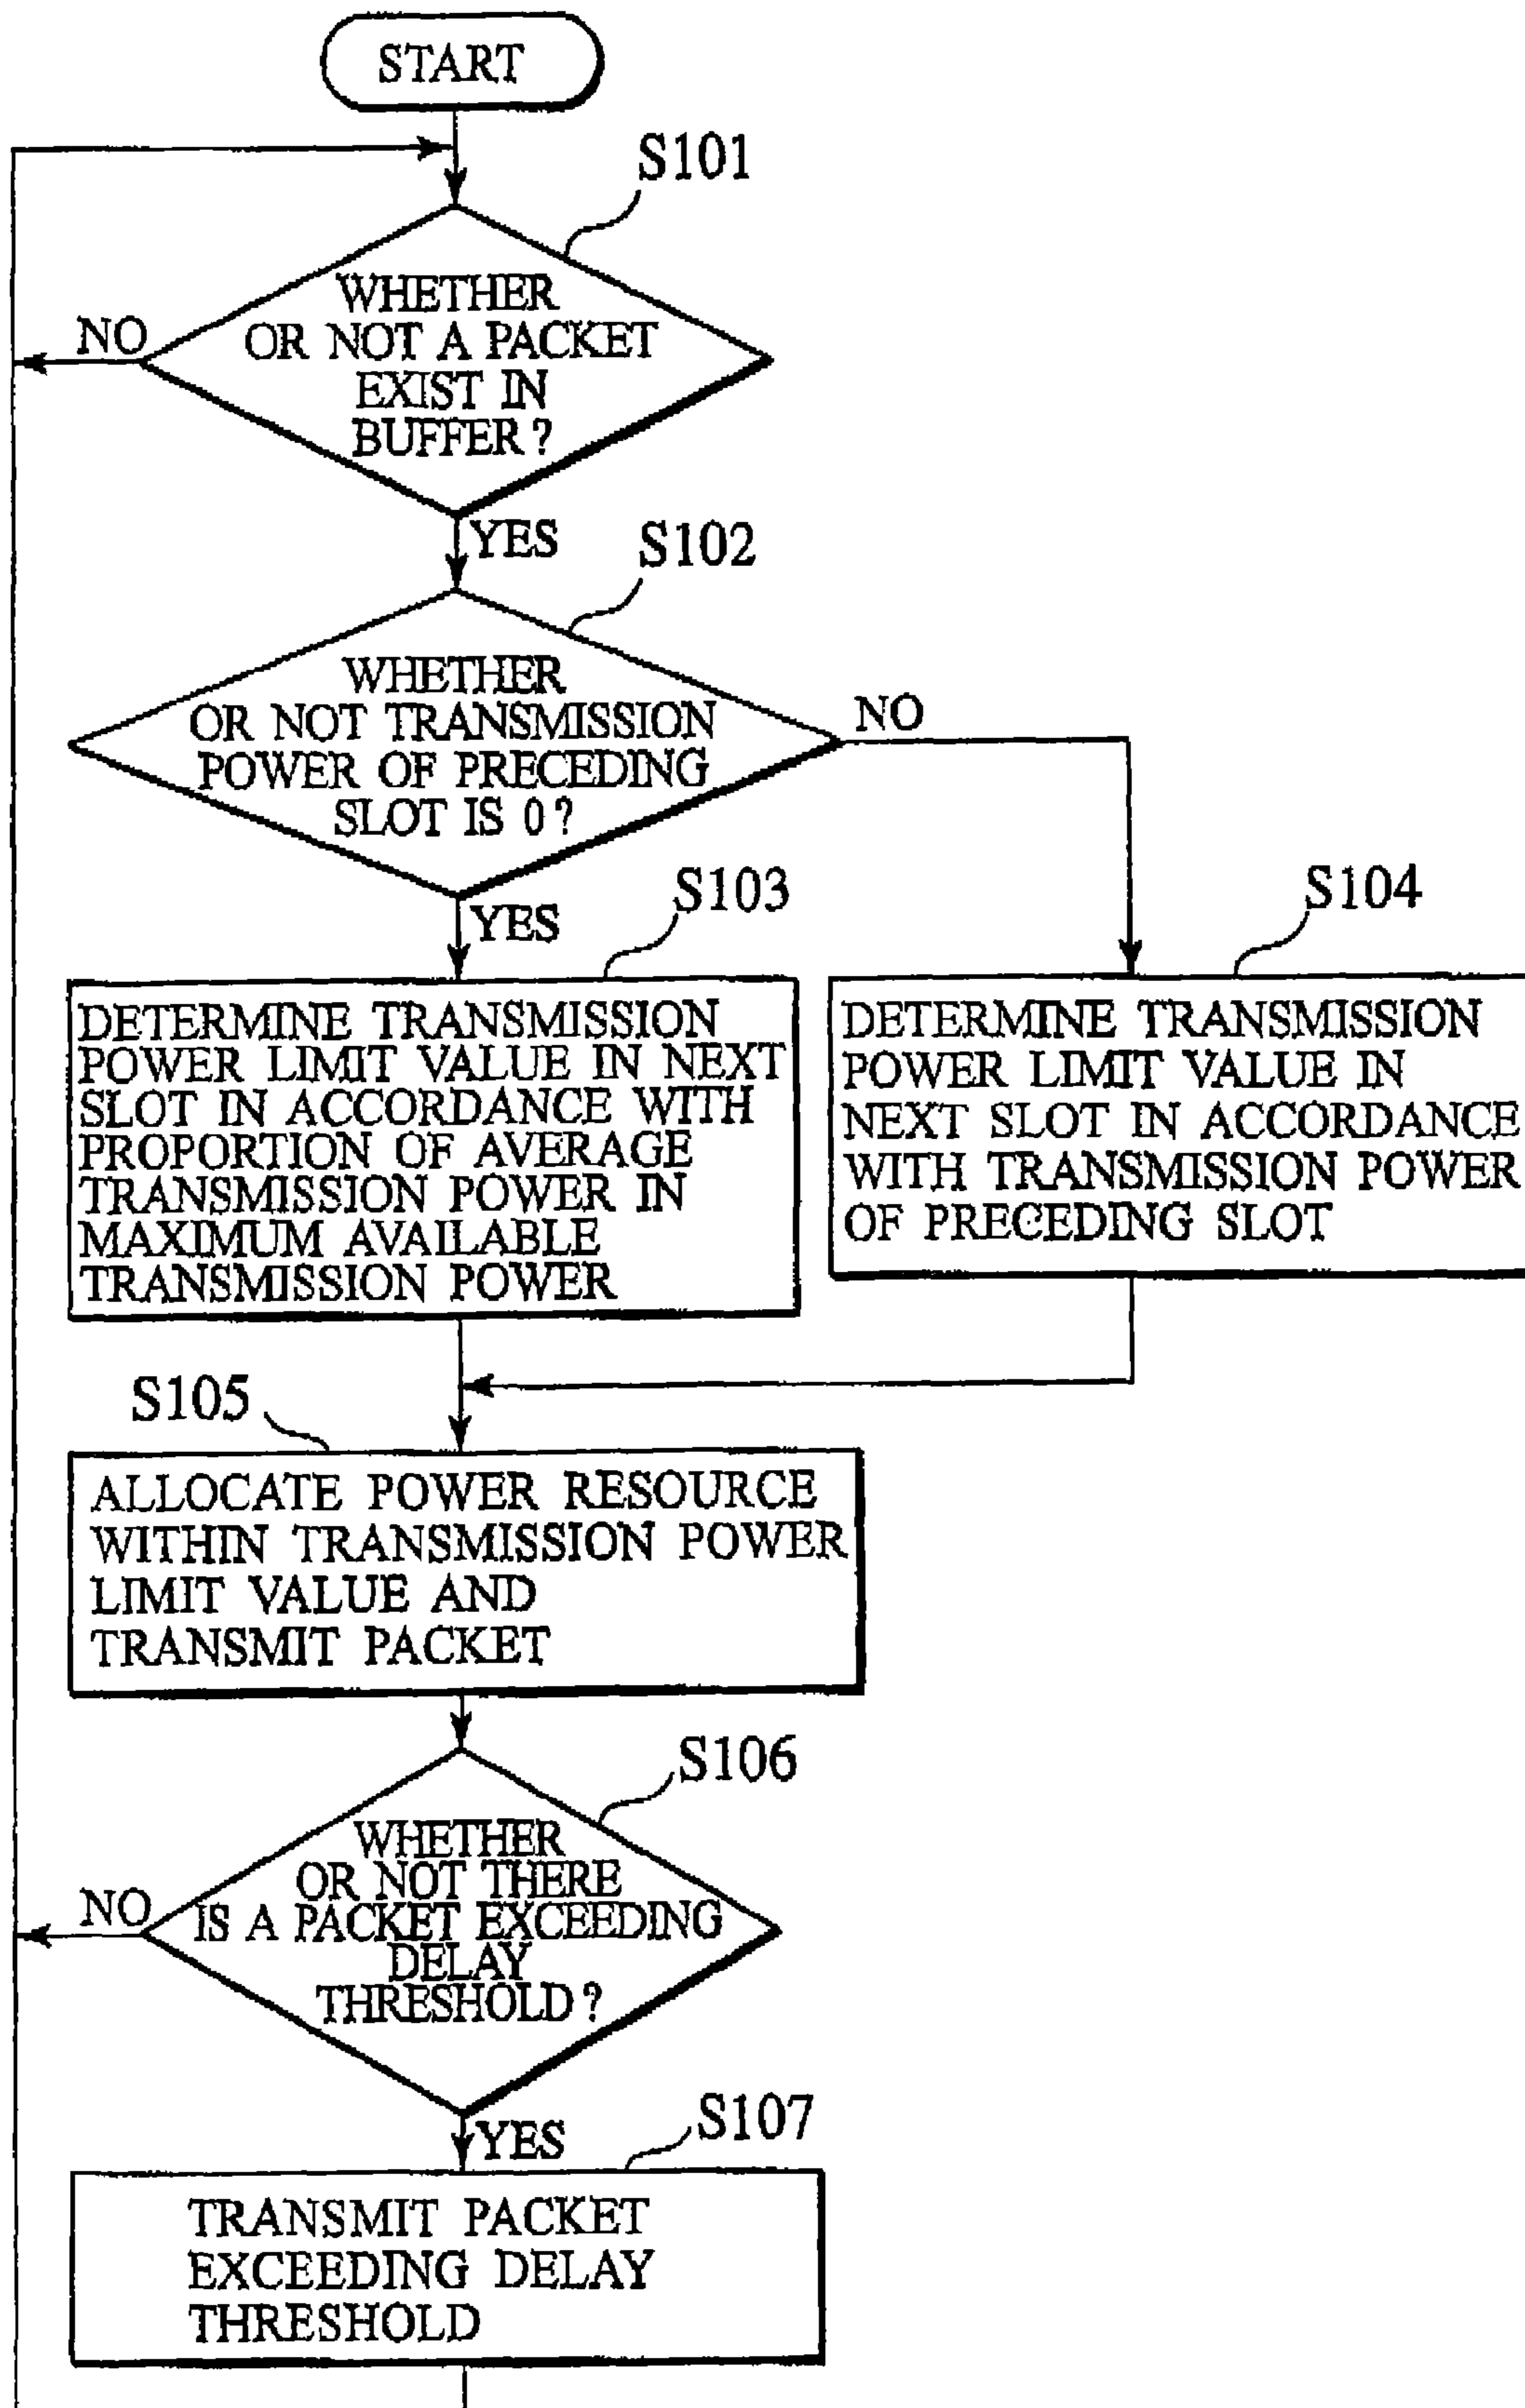 START
S101
WHETHER
OR NOT A PACKET
EXIST IN
BUFFER?
NO
YES
S102
WHETHER
OR NOT TRANSMISSION
POWER OF PRECEDING
SLOT IS 0?
NO
YES
S103
DETERMINE TRANSMISSION
POWER LIMIT VALUE IN NEXT
SLOT IN ACCORDANCE WITH
PROPORTION OF AVERAGE
TRANSMISSION POWER IN
MAXIMUM AVAILABLE
TRANSMISSION POWER
S104
DETERMINE TRANSMISSION
POWER LIMIT VALUE IN
NEXT SLOT IN ACCORDANCE
WITH TRANSMISSION POWER
OF PRECEDING SLOT
S105
ALLOCATE POWER RESOURCE
WITHIN TRANSMISSION POWER
LIMIT VALUE AND
TRANSMIT PACKET
S106
WHETHER
OR NOT THERE
IS A PACKET EXCEEDING
DELAY
THRESHOLD?
NO
YES
S107
TRANSMIT PACKET
EXCEEDING DELAY
THRESHOLD